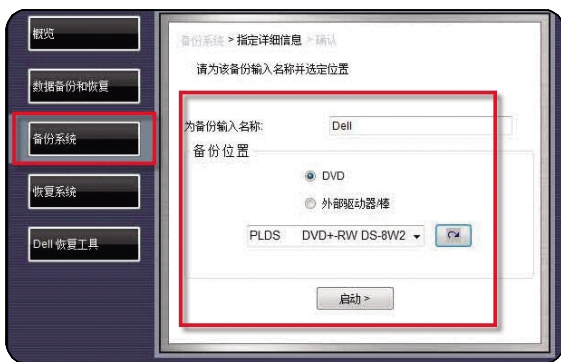 概览
数据备份和恢复
备份系统
恢复系统
Dell 恢复工具
备份系统 > 指定详细信息 > 确认
请为该备份输入名称并选定位置
为备份输入名称: Dell
备份位置
DVD
外部驱动器/棒
PLDS DVD+-RW DS-8W2
启动 >